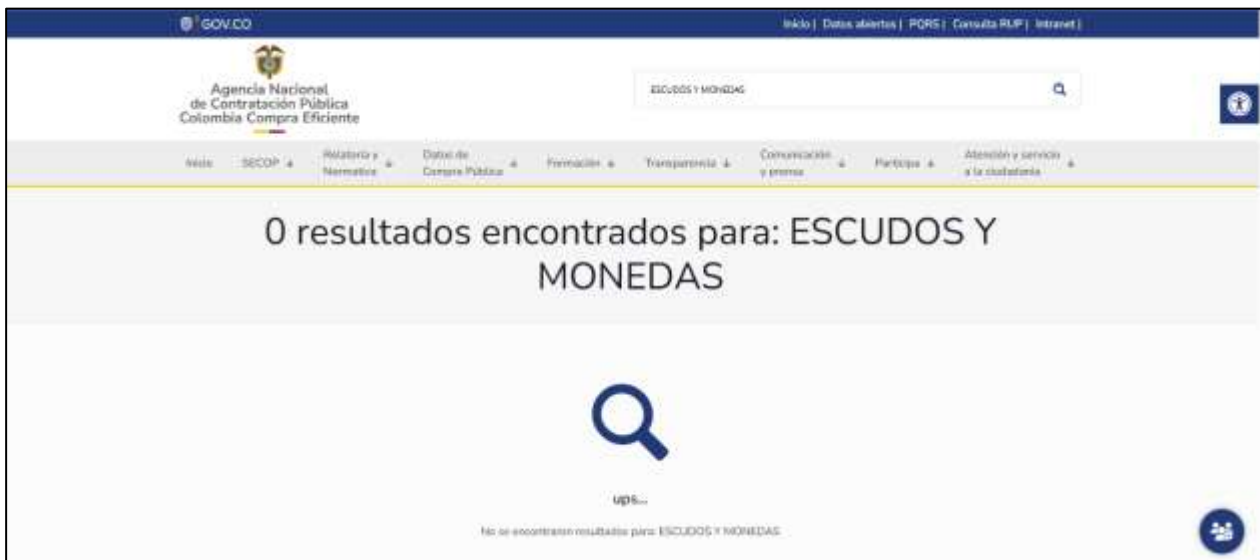 GOV.CO
Inicio | Datos abiertos | PQRS | Consulta RUP | Intranet |
Agencia Nacional
de Contratación Pública
Colombia Compra Eficiente
ESCUDOS Y MONEDAS
Inicio SECOP Relatoría y Normativa Datos de Compra Pública Formación Transparencia Comunicación y prensa Participa Atención y servicio a la ciudadanía
0 resultados encontrados para: ESCUDOS Y
MONEDAS
ups...
No se encontraron resultados para: ESCUDOS Y MONEDAS